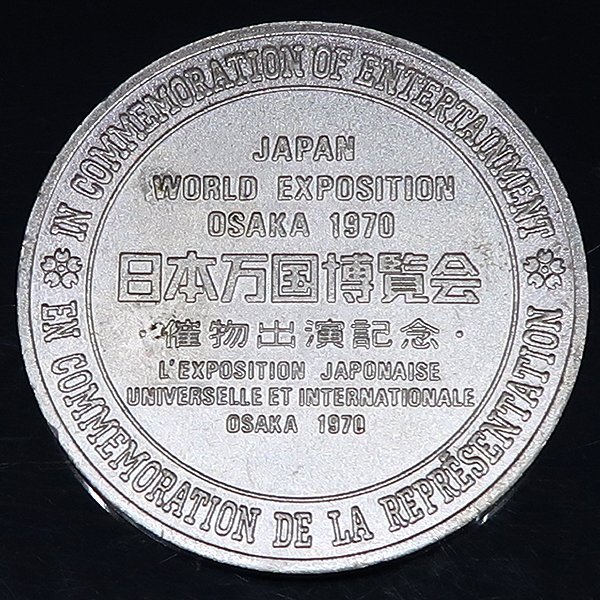 IN COMMEMORATION OF ENTERTAINMENT
JAPAN
WORLD EXPOSITION
OSAKA 1970
日本万国博覧会
・催物出演記念・
L'EXPOSITION JAPONAISE
UNIVERSELLE ET INTERNATIONALE
OSAKA 1970
EN COMMEMORATION DE LA REPRÉSENTATION